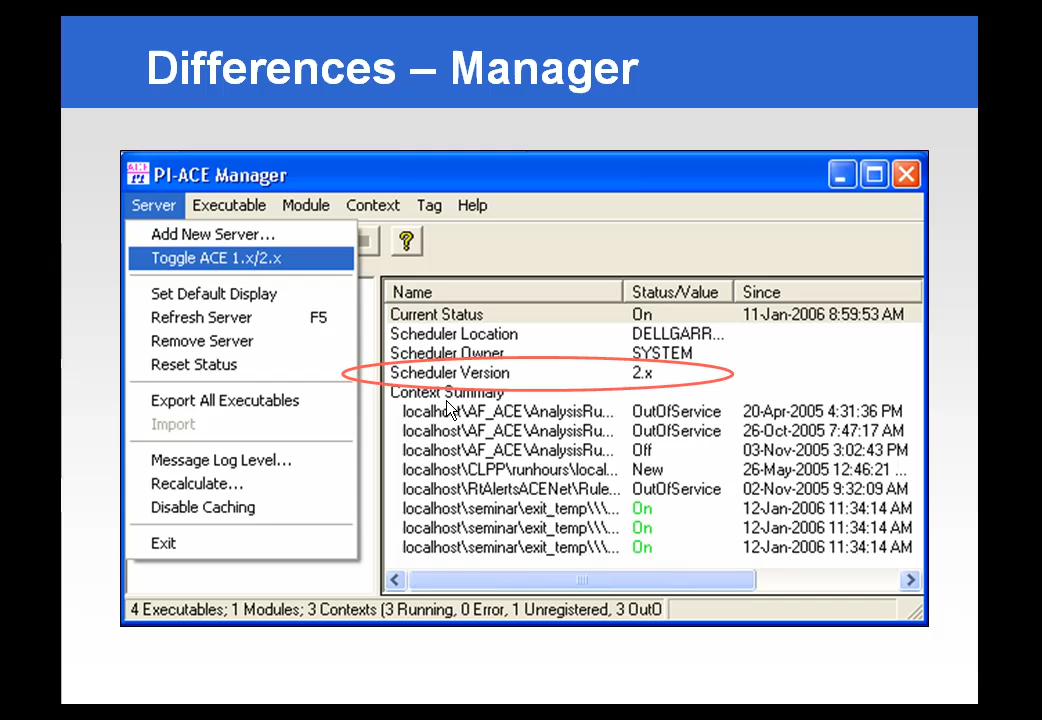 Differences – Manager
PI-ACE Manager
Server Executable Module Context Tag Help
Add New Server...
Toggle ACE 1.x/2.x
Set Default Display
Refresh Server F5
Remove Server
Reset Status
Export All Executables
Import
Message Log Level...
Recalculate...
Disable Caching
Exit
Name Status/Value Since
Current Status On 11-Jan-2006 8:59:53 AM
Scheduler Location DELLGARR...
Scheduler Owner SYSTEM
Scheduler Version 2.x
Context Summary
localhost\AF_ACE\AnalysisRu... OutOfService 20-Apr-2005 4:31:36 PM
localhost\AF_ACE\AnalysisRu... OutOfService 26-Oct-2005 7:47:17 AM
localhost\AF_ACE\AnalysisRu... Off 03-Nov-2005 3:02:43 PM
localhost\CLPP\runhours\local... New 26-May-2005 12:46:21 ...
localhost\RtAlertsACENet\Rule... OutOfService 02-Nov-2005 9:32:09 AM
localhost\seminar\exit_temp\\\... On 12-Jan-2006 11:34:14 AM
localhost\seminar\exit_temp\\\... On 12-Jan-2006 11:34:14 AM
localhost\seminar\exit_temp\\\... On 12-Jan-2006 11:34:14 AM
4 Executables; 1 Modules; 3 Contexts (3 Running, 0 Error, 1 Unregistered, 3 OutO